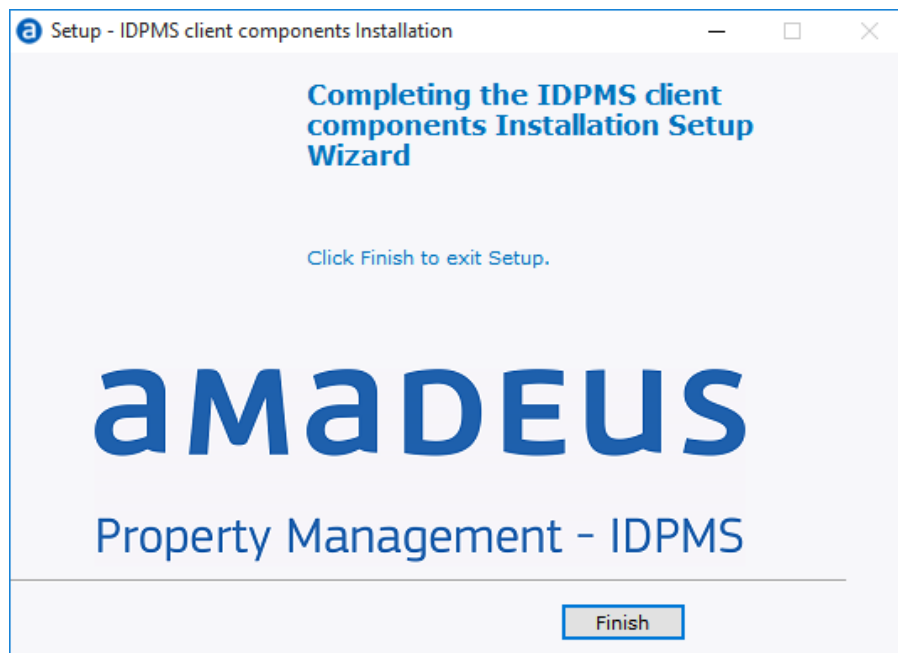 Setup - IDPMS client components Installation
Completing the IDPMS client
components Installation Setup
Wizard
Click Finish to exit Setup.
aMaDEUS
Property Management - IDPMS
Finish